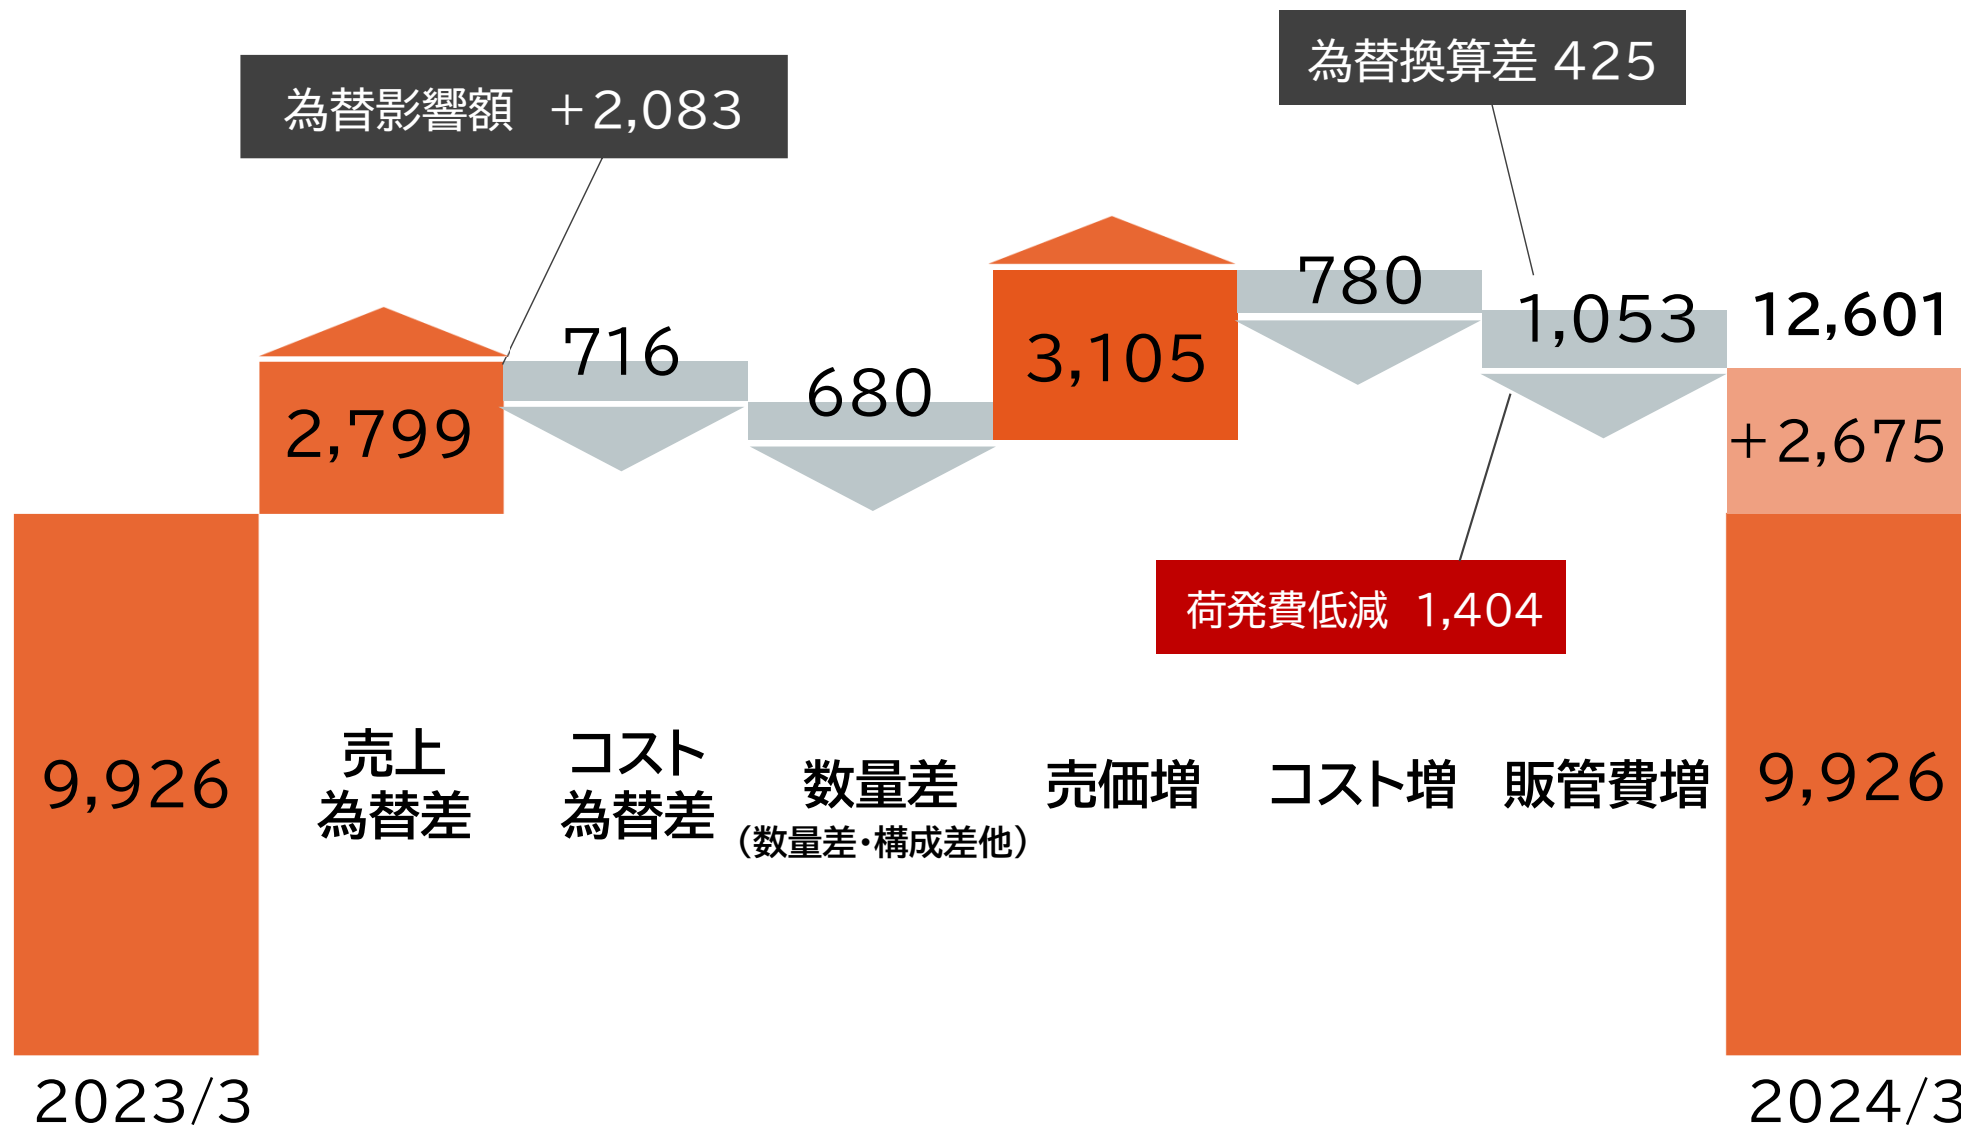 為替換算差 425
為替影響額 +2,083
2,799
716
680
3,105
780
1,053
12,601
+2,675
荷発費低減 1,404
9,926
売上
為替差
コスト
為替差
数量差
（数量差・構成差他）
売価増
コスト増
販管費増
9,926
2023/3
2024/3